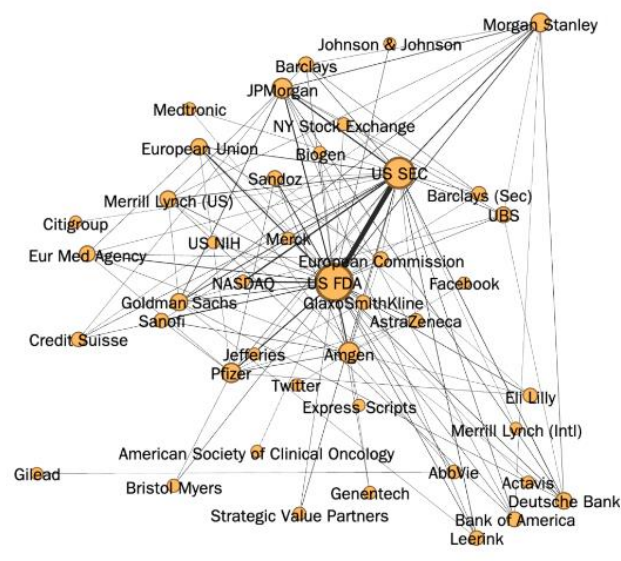 Morgan Stanley
Johnson & Johnson
Barclays
JPMorgan
Medtronic
NY Stock Exchange
European Union
Biogen
US SEC
Sandoz
Barclays (Sec)
Merrill Lynch (US)
UBS
Citigroup
US NIH
Merck
Eur Med Agency
European Commission
NASDAQ
US FDA
Facebook
Goldman Sachs
GlaxoSmithKline
Sanofi
AstraZeneca
Credit Suisse
Jefferies
Amgen
Pfizer
Twitter
Eli Lilly
Express Scripts
Merrill Lynch (Intl)
American Society of Clinical Oncology
Gilead
AbbVie
Bristol Myers
Actavis
Genentech
Deutsche Bank
Strategic Value Partners
Bank of America
Leerink